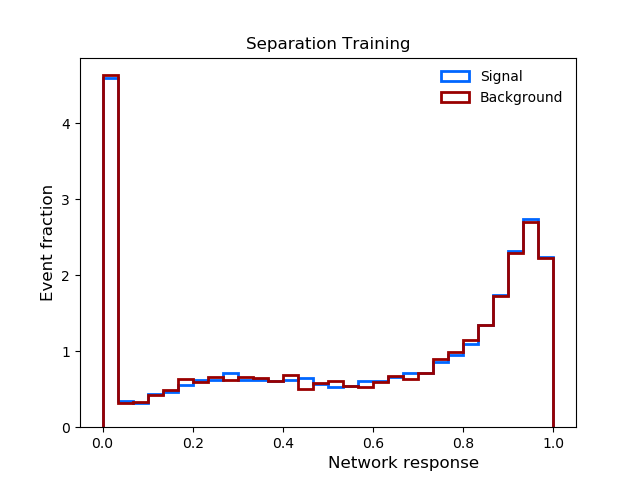 Separation Training
Signal
Background
Event fraction
4
3
2
1
0
0.0 0.2 0.4 0.6 0.8 1.0
Network response